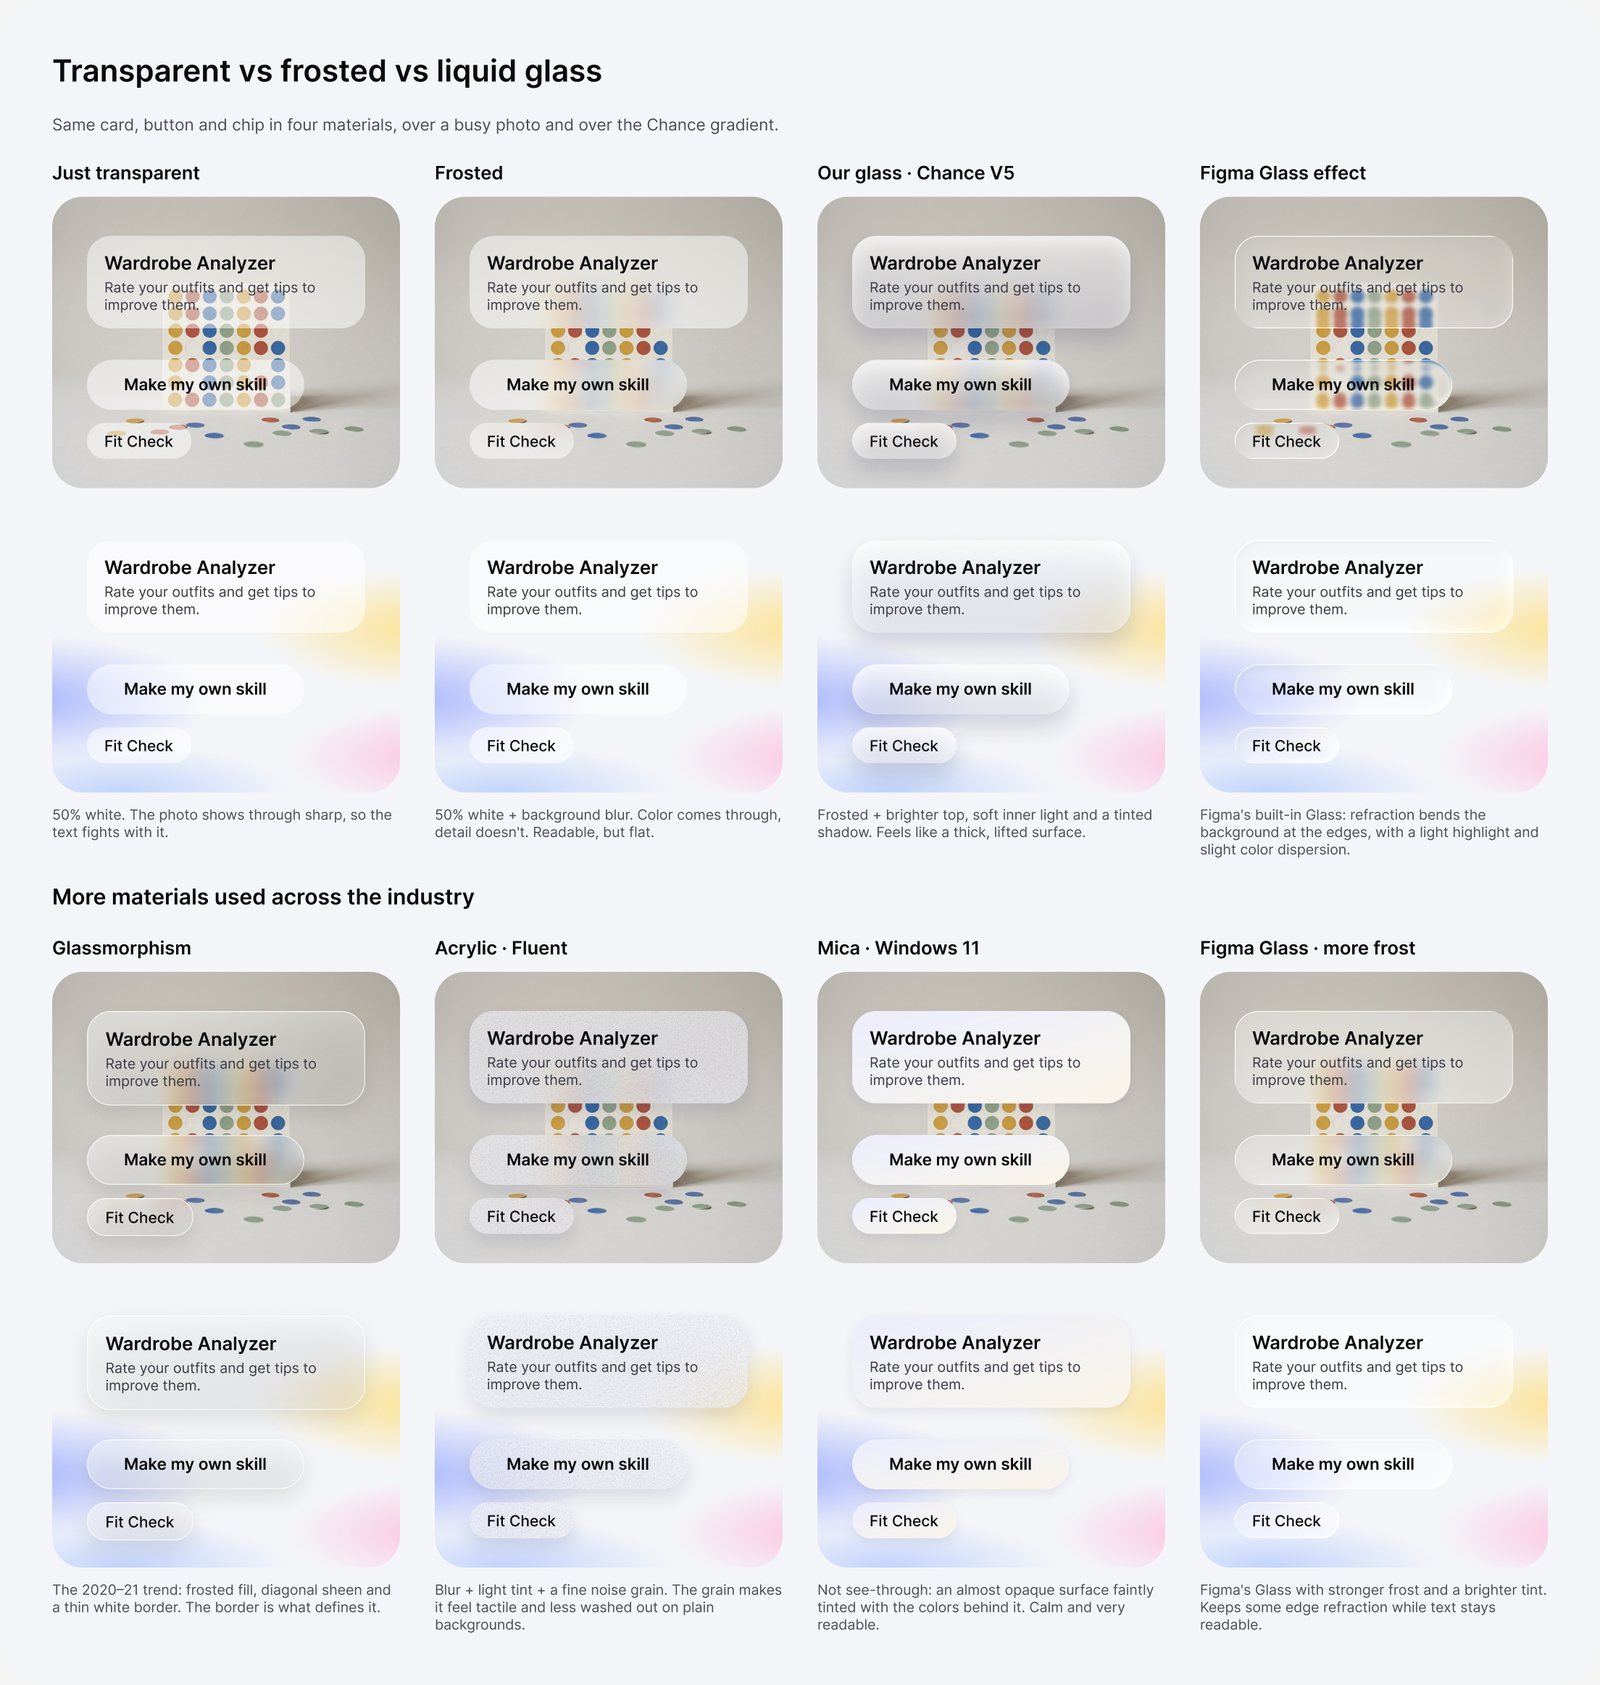 Transparent vs frosted vs liquid glass
Same card, button and chip in four materials, over a busy photo and over the Chance gradient.
Just transparent
Frosted
Our glass · Chance V5
Figma Glass effect
Wardrobe Analyzer
Rate your outfits and get tips to
improve them.
Make my own skill
Fit Check
Wardrobe Analyzer
Rate your outfits and get tips to
improve them.
Make my own skill
Fit Check
Wardrobe Analyzer
Rate your outfits and get tips to
improve them.
Make my own skill
Fit Check
Wardrobe Analyzer
Rate your outfits and get tips to
improve them.
Make my own skill
Fit Check
Wardrobe Analyzer
Rate your outfits and get tips to
improve them.
Make my own skill
Fit Check
Wardrobe Analyzer
Rate your outfits and get tips to
improve them.
Make my own skill
Fit Check
Wardrobe Analyzer
Rate your outfits and get tips to
improve them.
Make my own skill
Fit Check
Wardrobe Analyzer
Rate your outfits and get tips to
improve them.
Make my own skill
Fit Check
50% white. The photo shows through sharp, so the
text fights with it.
50% white + background blur. Color comes through,
detail doesn't. Readable, but flat.
Frosted + brighter top, soft inner light and a tinted
shadow. Feels like a thick, lifted surface.
Figma's built-in Glass: refraction bends the
background at the edges, with a light highlight and
slight color dispersion.
More materials used across the industry
Glassmorphism
Acrylic · Fluent
Mica · Windows 11
Figma Glass · more frost
Wardrobe Analyzer
Rate your outfits and get tips to
improve them.
Make my own skill
Fit Check
Wardrobe Analyzer
Rate your outfits and get tips to
improve them.
Make my own skill
Fit Check
Wardrobe Analyzer
Rate your outfits and get tips to
improve them.
Make my own skill
Fit Check
Wardrobe Analyzer
Rate your outfits and get tips to
improve them.
Make my own skill
Fit Check
Wardrobe Analyzer
Rate your outfits and get tips to
improve them.
Make my own skill
Fit Check
Wardrobe Analyzer
Rate your outfits and get tips to
improve them.
Make my own skill
Fit Check
Wardrobe Analyzer
Rate your outfits and get tips to
improve them.
Make my own skill
Fit Check
Wardrobe Analyzer
Rate your outfits and get tips to
improve them.
Make my own skill
Fit Check
The 2020–21 trend: frosted fill, diagonal sheen and
a thin white border. The border is what defines it.
Blur + light tint + a fine noise grain. The grain makes
it feel tactile and less washed out on plain
backgrounds.
Not see-through: an almost opaque surface faintly
tinted with the colors behind it. Calm and very
readable.
Figma's Glass with stronger frost and a brighter tint.
Keeps some edge refraction while text stays
readable.